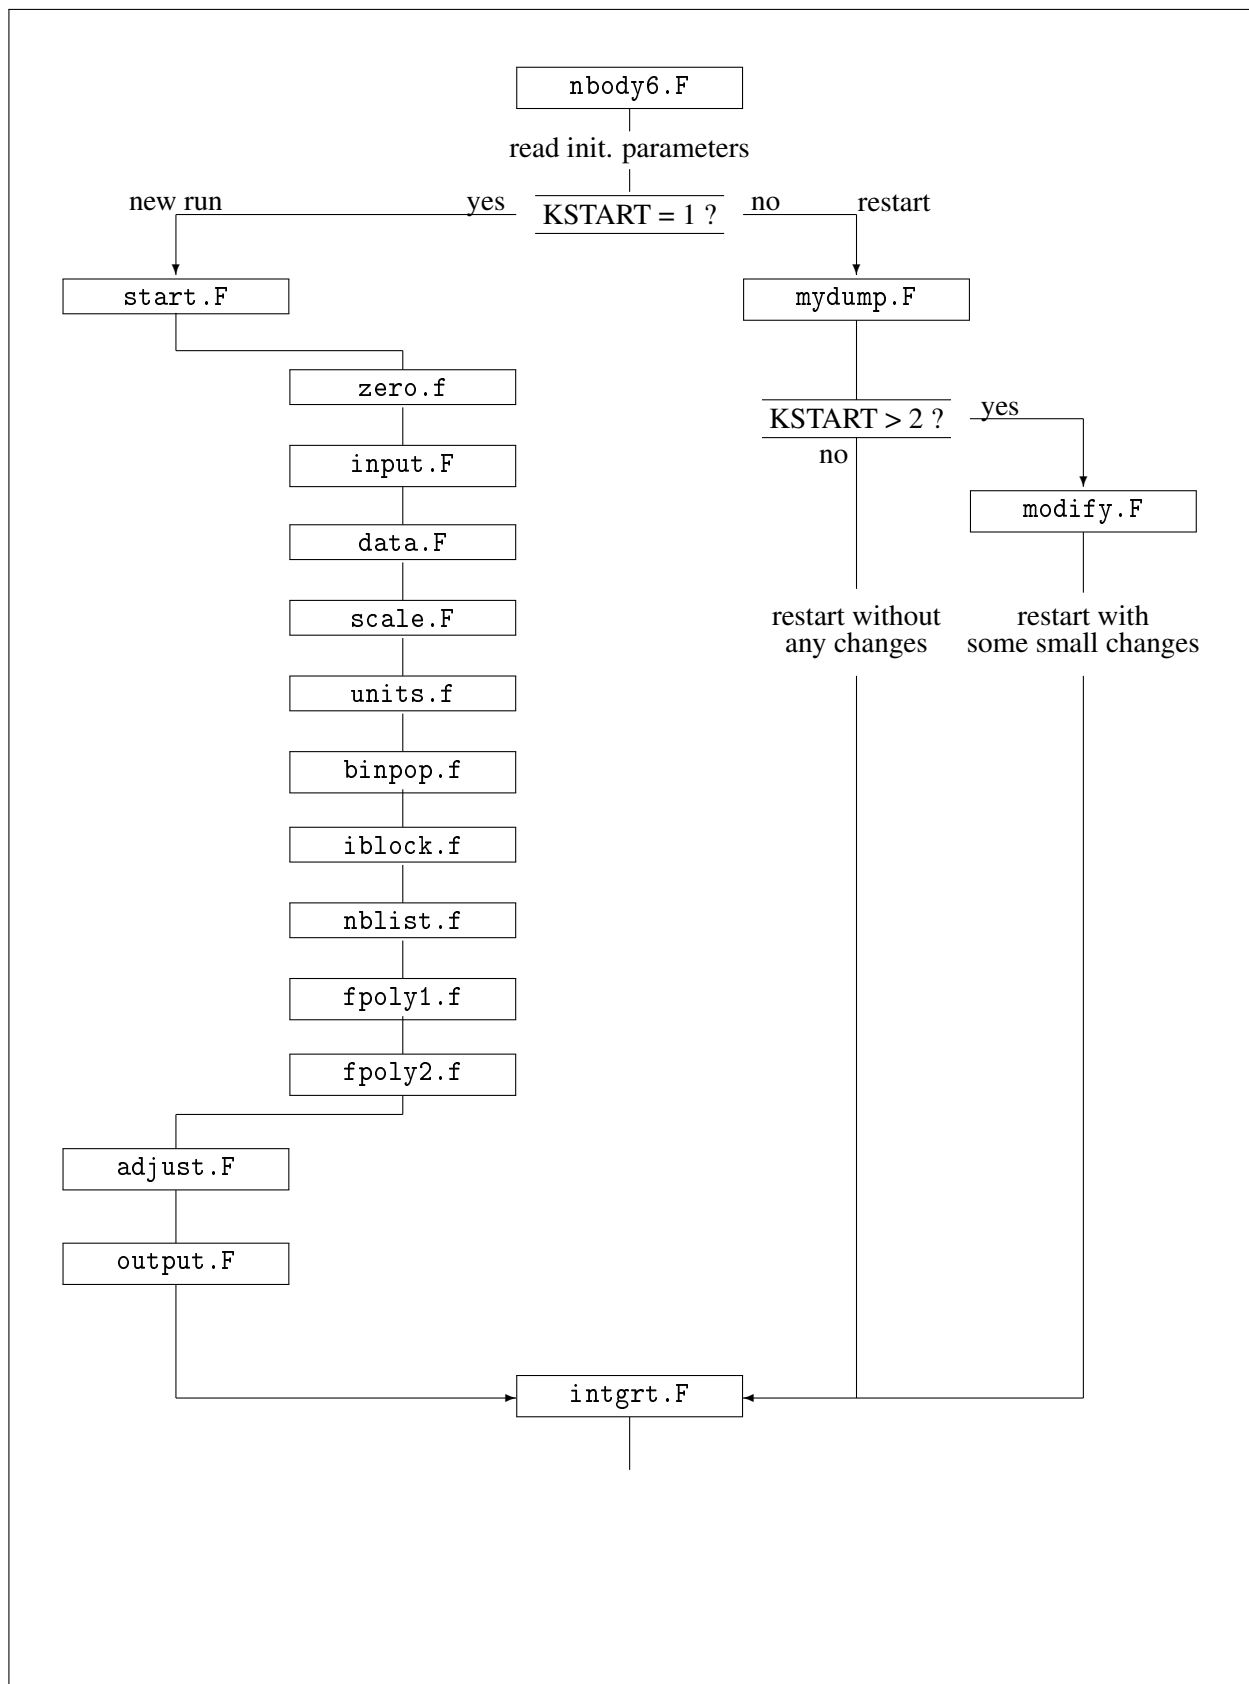 nbody6.F
read init. parameters
new run
yes
KSTART = 1 ?
no
restart
start.F
mydump.F
zero.f
KSTART > 2 ?
yes
no
input.F
modify.F
data.F
scale.F
restart without
any changes
restart with
some small changes
units.f
binpop.f
iblock.f
nblist.f
fpoly1.f
fpoly2.f
adjust.F
output.F
intgrt.F